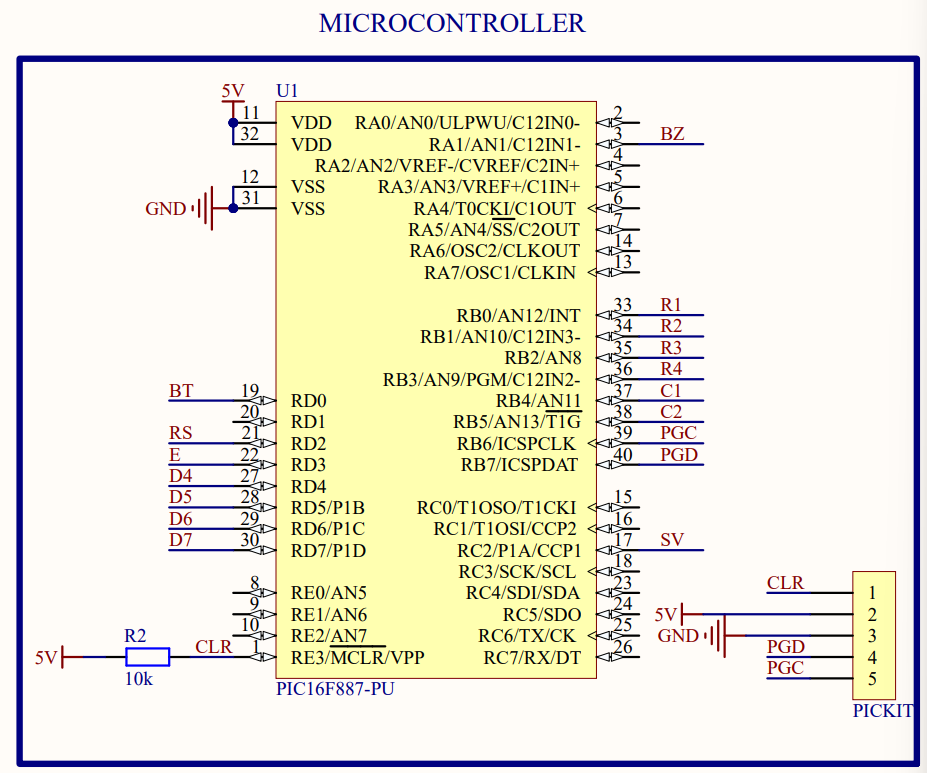 MICROCONTROLLER
5V
U1
11 VDD
32 VDD
12 VSS
GND 31 VSS
RA0/AN0/ULPWU/C12IN0- 2
RA1/AN1/C12IN1- 3 BZ
RA2/AN2/VREF-/CVREF/C2IN+ 4
RA3/AN3/VREF+/C1IN+ 5
RA4/T0CKI/C1OUT 6
RA5/AN4/SS/C2OUT 7
RA6/OSC2/CLKOUT 14
RA7/OSC1/CLKIN 13
RB0/AN12/INT 33 R1
RB1/AN10/C12IN3- 34 R2
RB2/AN8 35 R3
RB3/AN9/PGM/C12IN2- 36 R4
RB4/AN11 37 C1
RB5/AN13/T1G 38 C2
RB6/ICSPCLK 39 PGC
RB7/ICSPDAT 40 PGD
BT 19 RD0
20 RD1
RS 21 RD2
E 22 RD3
D4 27 RD4
D5 28 RD5/P1B
D6 29 RD6/P1C
D7 30 RD7/P1D
RC0/T1OSO/T1CKI 15
RC1/T1OSI/CCP2 16
RC2/P1A/CCP1 17 SV
RC3/SCK/SCL 18
RC4/SDI/SDA 23
RC5/SDO 24
RC6/TX/CK 25
RC7/RX/DT 26
8 RE0/AN5
9 RE1/AN6
10 RE2/AN7
5V R2 10k CLR 1 RE3/MCLR/VPP
PIC16F887-PU
CLR 1
5V 2
GND 3
PGD 4
PGC 5
PICKIT